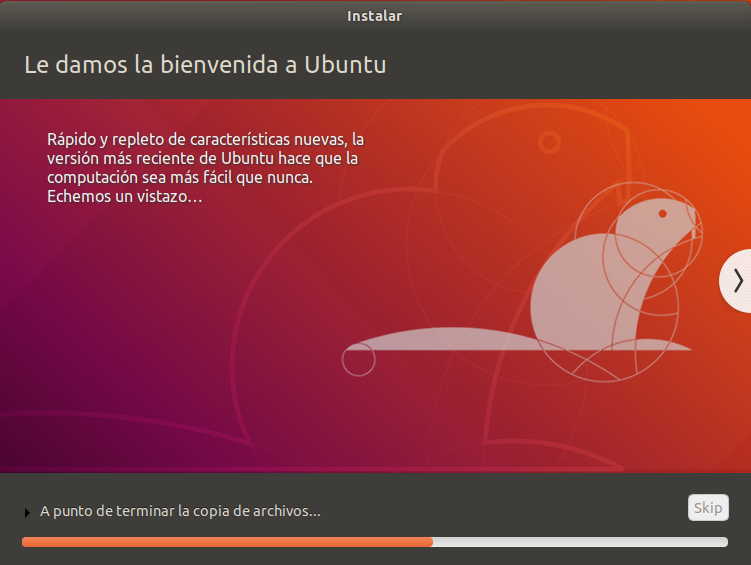 Instalar
Le damos la bienvenida a Ubuntu
Rápido y repleto de características nuevas, la
versión más reciente de Ubuntu hace que la
computación sea más fácil que nunca.
Echemos un vistazo…
A punto de terminar la copia de archivos...
Skip